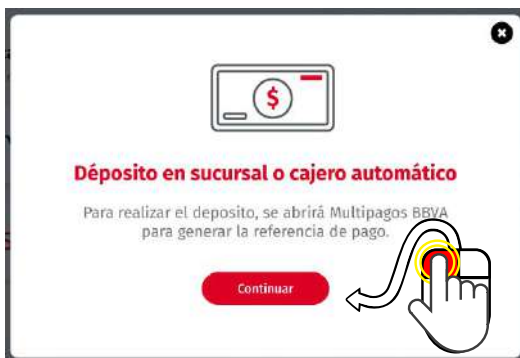 $
Déposito en sucursal o cajero automático
Para realizar el deposito, se abrirá Multipagos BBVA
para generar la referencia de pago.
Continuar